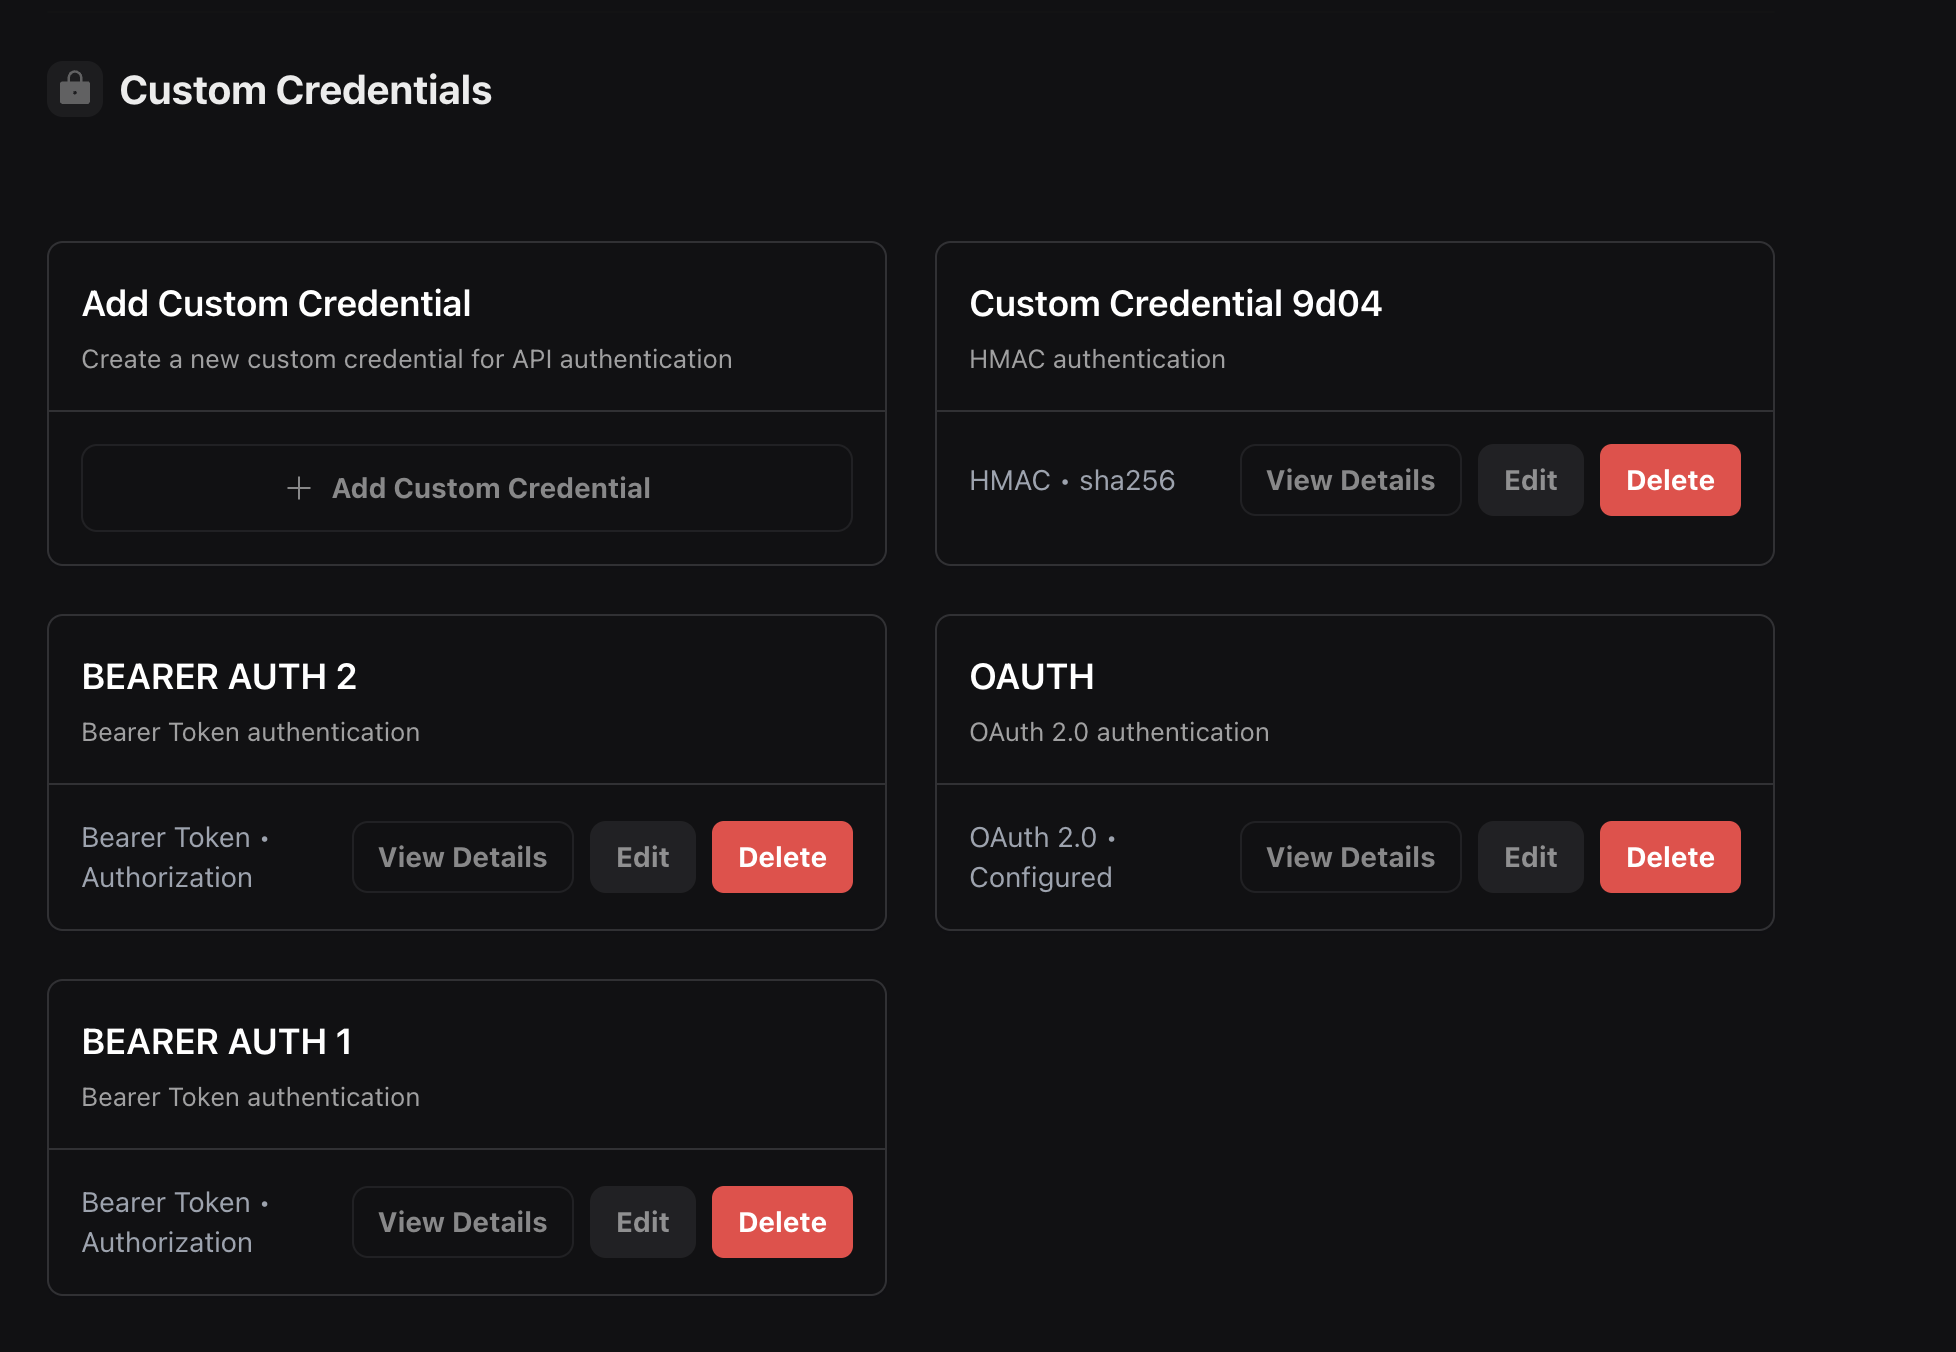 Custom Credentials
Add Custom Credential
Create a new custom credential for API authentication
Add Custom Credential
Custom Credential 9d04
HMAC authentication
HMAC • sha256
View Details
Edit
Delete
BEARER AUTH 2
Bearer Token authentication
Bearer Token •
Authorization
View Details
Edit
Delete
OAUTH
OAuth 2.0 authentication
OAuth 2.0 •
Configured
View Details
Edit
Delete
BEARER AUTH 1
Bearer Token authentication
Bearer Token •
Authorization
View Details
Edit
Delete